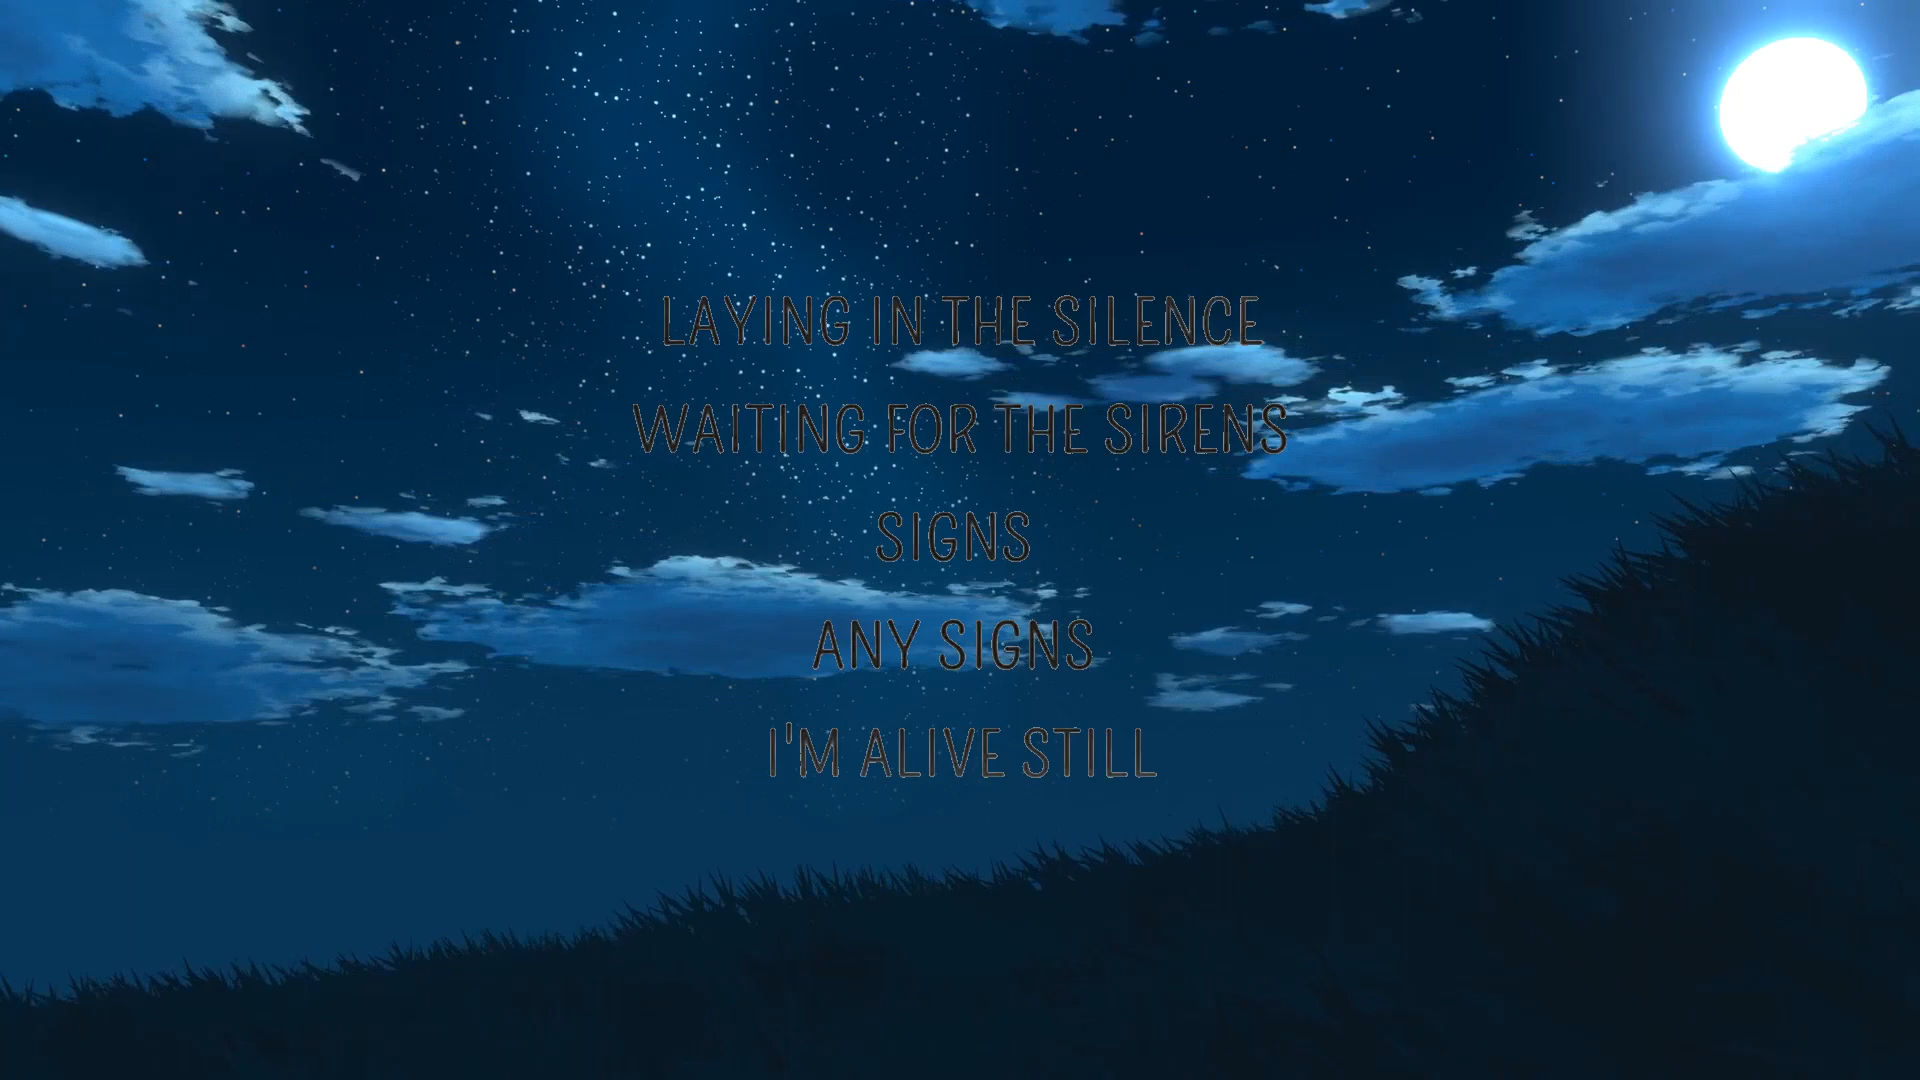 LAYING IN THE SILENCE
WAITING FOR THE SIRENS
SIGNS
ANY SIGNS
I'M ALIVE STILL